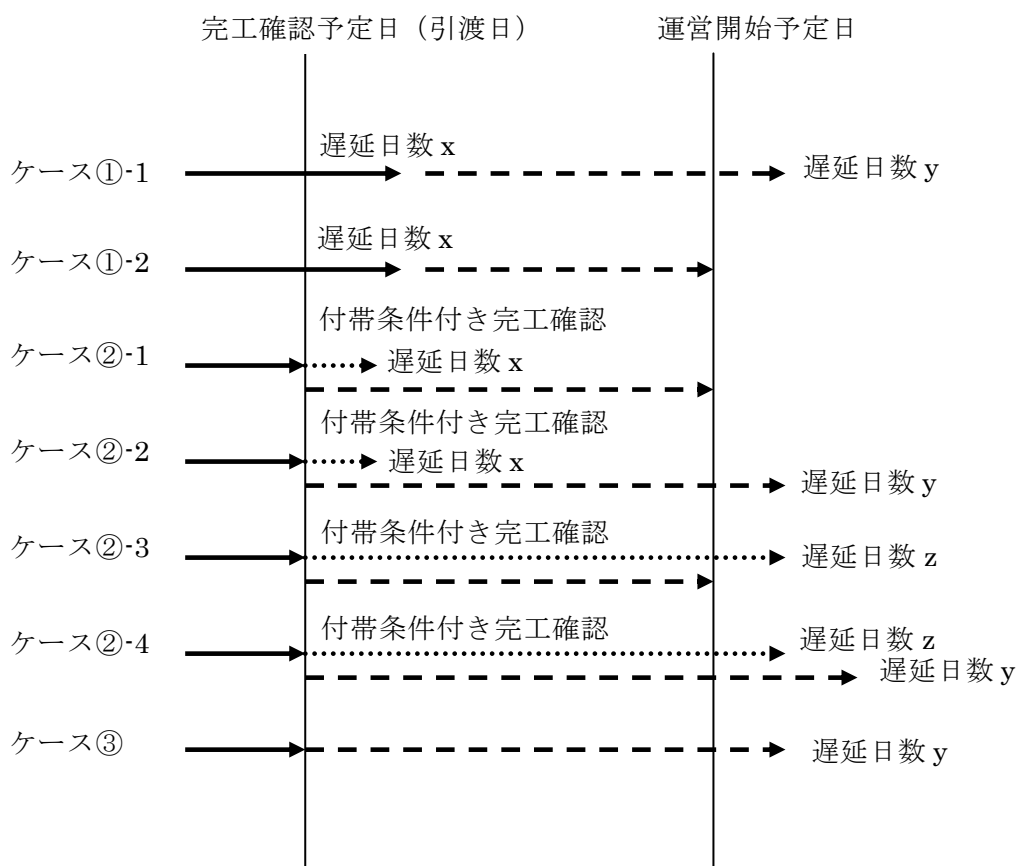 完工確認予定日（引渡日） 運営開始予定日
遅延日数 x
ケース①-1 遅延日数 y
遅延日数 x
ケース①-2
付帯条件付き完工確認
ケース②-1 遅延日数 x
付帯条件付き完工確認
ケース②-2 遅延日数 x
遅延日数 y
付帯条件付き完工確認
ケース②-3 遅延日数 z
付帯条件付き完工確認
ケース②-4 遅延日数 z
遅延日数 y
ケース③ 遅延日数 y